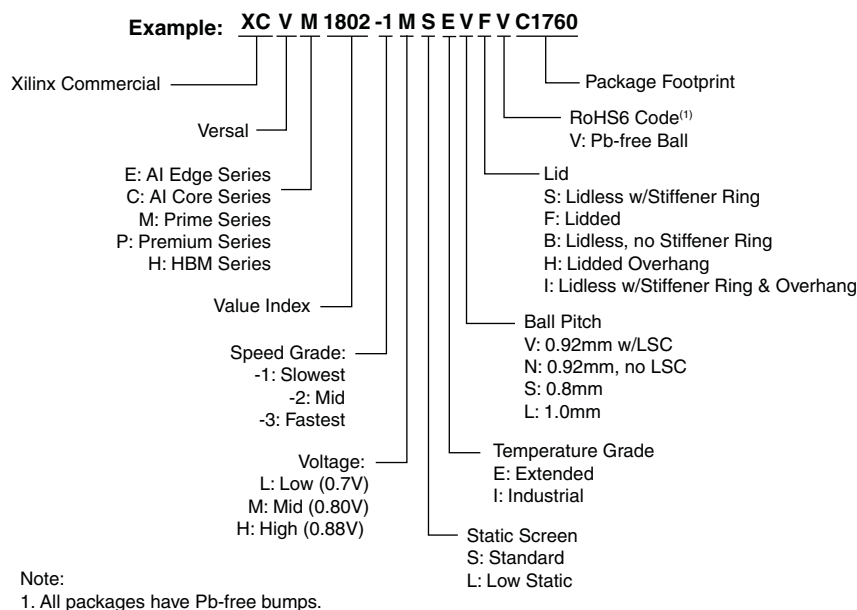 Example: XC V M 1802 -1 M S E V F V C1760
Xilinx Commercial
Versal
E: AI Edge Series
C: AI Core Series
M: Prime Series
P: Premium Series
H: HBM Series
Value Index
Speed Grade:
-1: Slowest
-2: Mid
-3: Fastest
Voltage:
L: Low (0.7V)
M: Mid (0.80V)
H: High (0.88V)
Package Footprint
RoHS6 Code(1)
V: Pb-free Ball
Lid
S: Lidless w/Stiffener Ring
F: Lidded
B: Lidless, no Stiffener Ring
H: Lidded Overhang
I: Lidless w/Stiffener Ring & Overhang
Ball Pitch
V: 0.92mm w/LSC
N: 0.92mm, no LSC
S: 0.8mm
L: 1.0mm
Temperature Grade
E: Extended
I: Industrial
Static Screen
S: Standard
L: Low Static
Note:
1. All packages have Pb-free bumps.